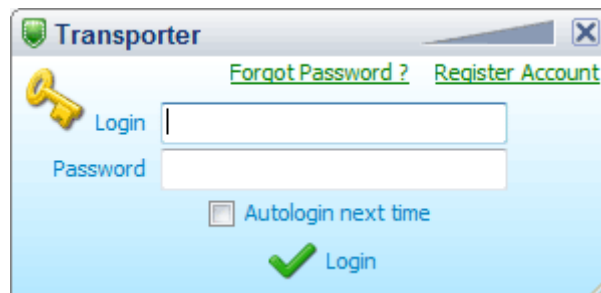 Transporter
Forgot Password ? Register Account
Login
Password
Autologin next time
Login